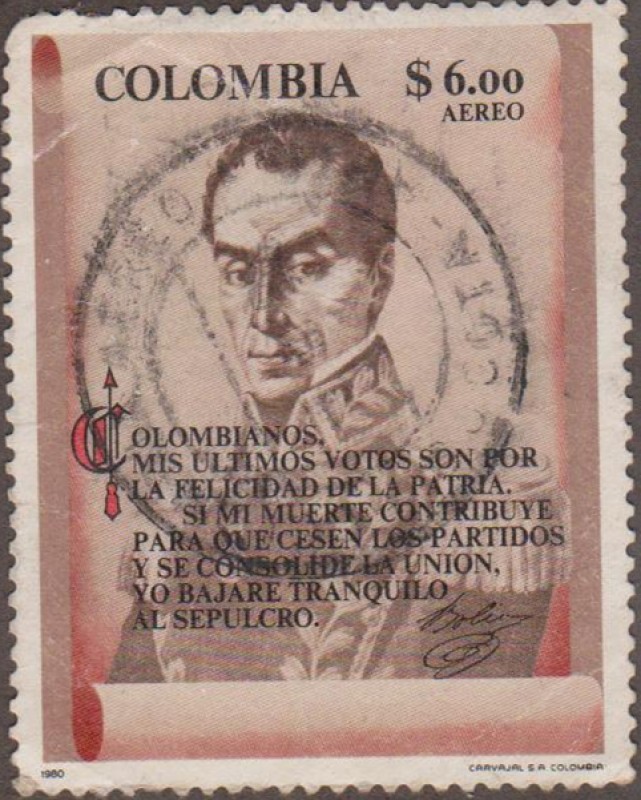 COLOMBIA $ 6.00
AEREO
COLOMBIANOS.
MIS ULTIMOS VOTOS SON POR
LA FELICIDAD DE LA PATRIA.
SI MI MUERTE CONTRIBUYE
PARA QUE CESEN LOS PARTIDOS
Y SE CONSOLIDE LA UNION,
YO BAJARE TRANQUILO
AL SEPULCRO.
Bolivar
1980
CARVAJAL S.A. COLOMBIA